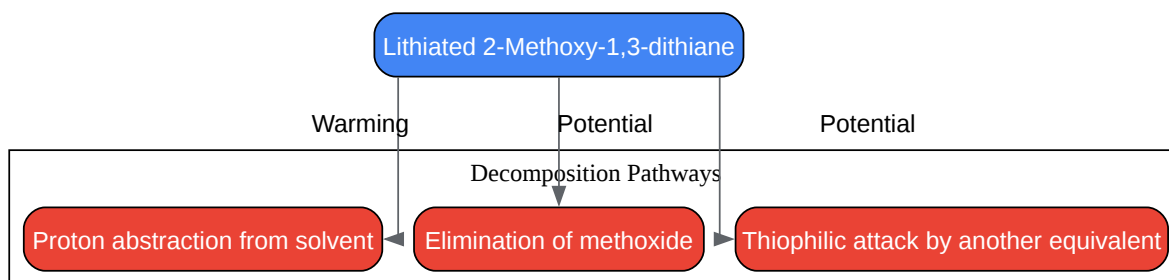 Lithiated 2-Methoxy-1,3-dithiane
Warming
Potential
Potential
Decomposition Pathways
Proton abstraction from solvent
Elimination of methoxide
Thiophilic attack by another equivalent